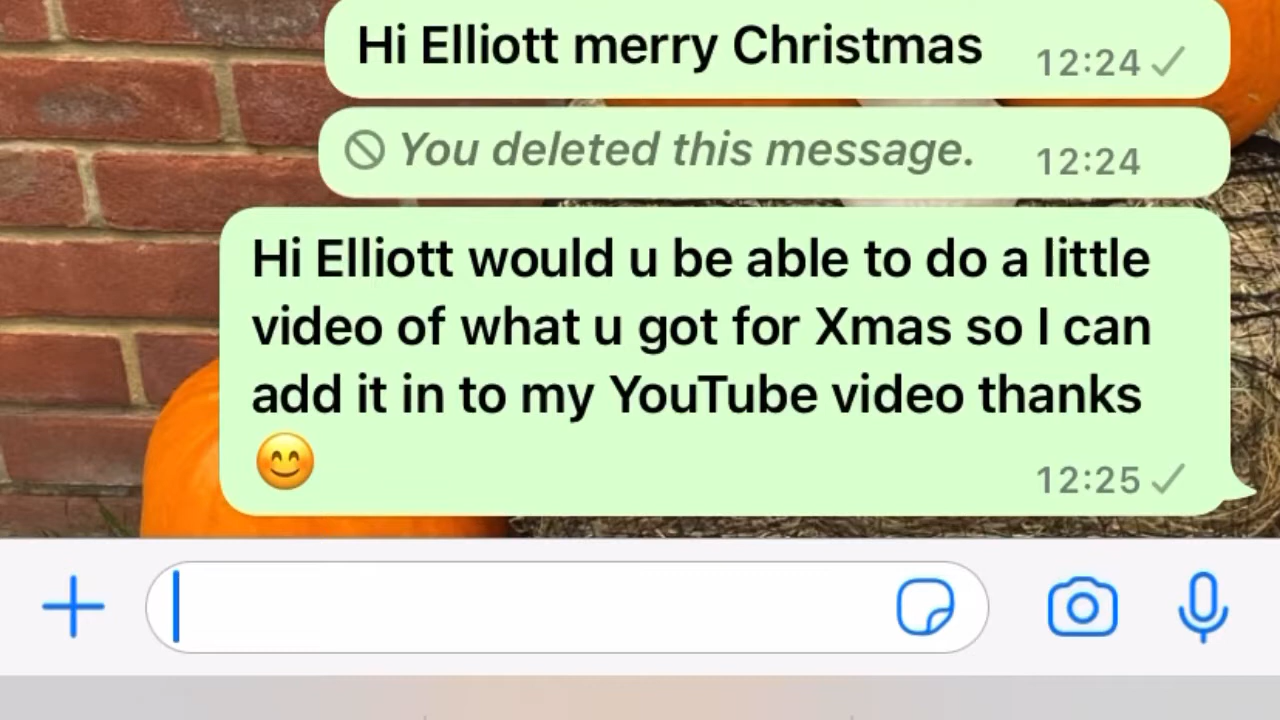 Hi Elliott merry Christmas 12:24
You deleted this message. 12:24
Hi Elliott would u be able to do a little
video of what u got for Xmas so I can
add it in to my YouTube video thanks
😊 12:25